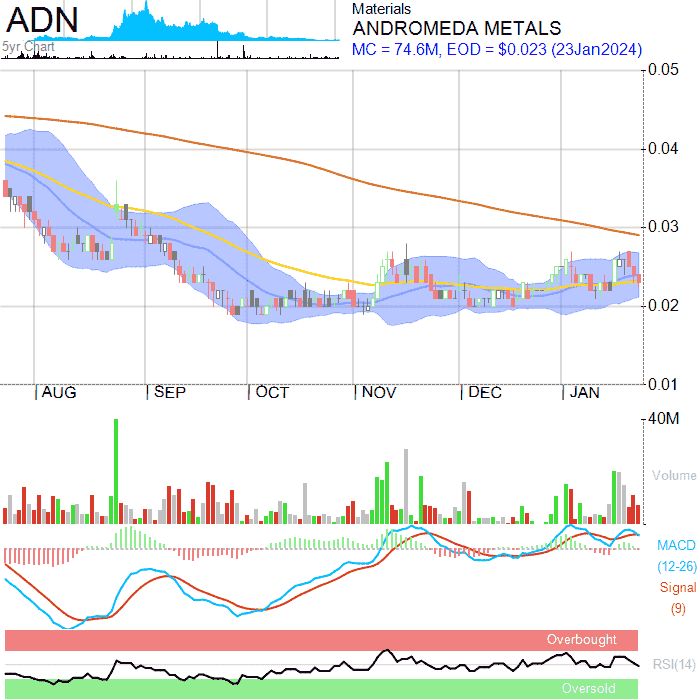 ADN
5yr Chart
Materials
ANDROMEDA METALS
MC = 74.6M, EOD = $0.023 (23Jan2024)
0.05
0.04
0.03
0.02
0.01
AUG SEP OCT NOV DEC JAN
40M
Volume
MACD
(12-26)
Signal
(9)
Overbought
RSI(14)
Oversold